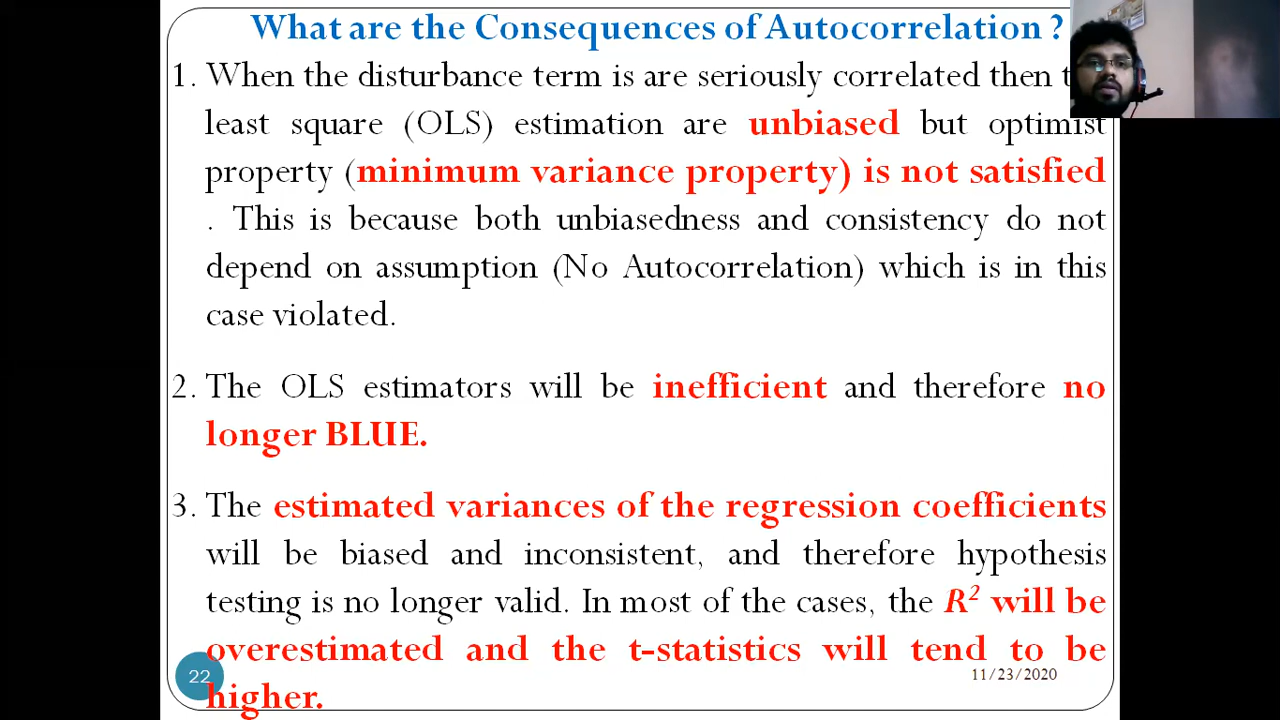 What are the Consequences of Autocorrelation ?
1. When the disturbance term is are seriously correlated then
least square (OLS) estimation are unbiased but optimist
property (minimum variance property) is not satisfied
. This is because both unbiasedness and consistency do not
depend on assumption (No Autocorrelation) which is in this
case violated.
2. The OLS estimators will be inefficient and therefore no
longer BLUE.
3. The estimated variances of the regression coefficients
will be biased and inconsistent, and therefore hypothesis
testing is no longer valid. In most of the cases, the R² will be
overestimated and the t-statistics will tend to be
higher.
22
11/23/2020